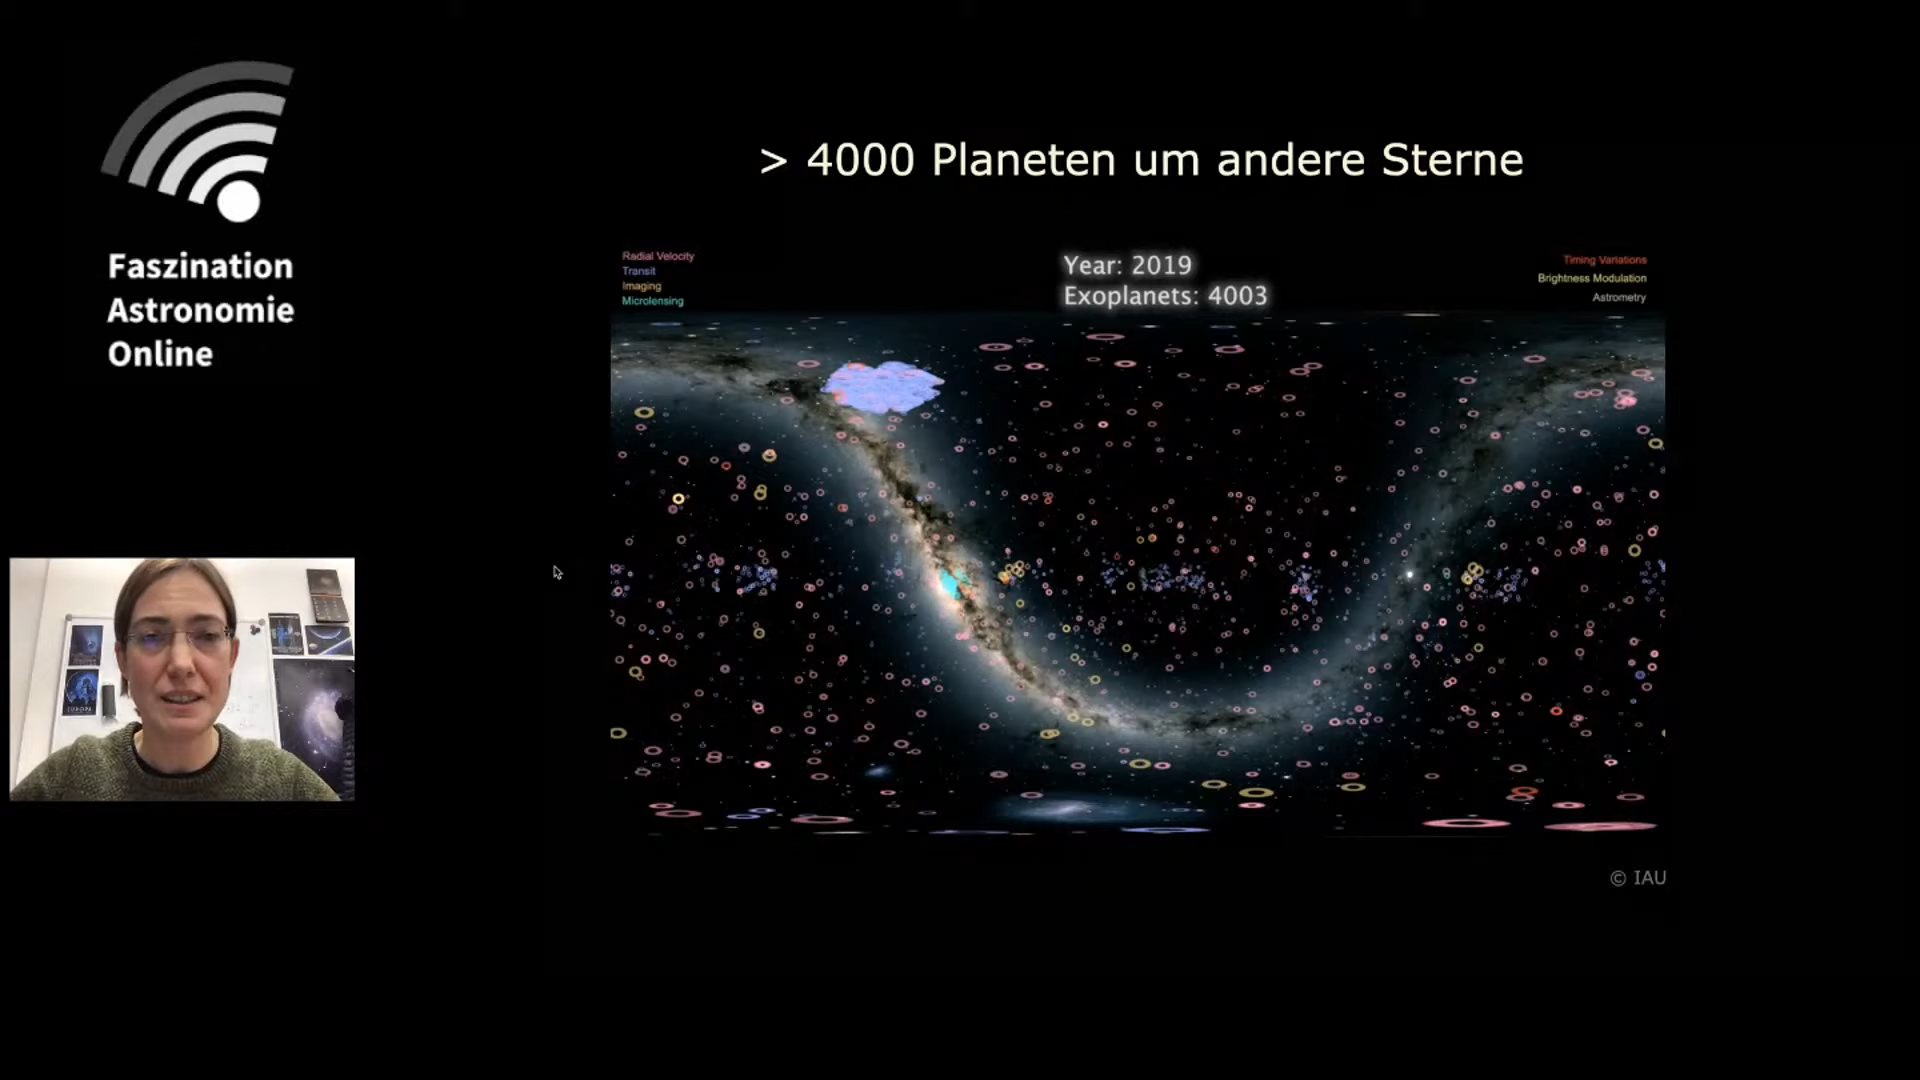 Faszination
Astronomie
Online
> 4000 Planeten um andere Sterne
Radial Velocity
Transit
Imaging
Microlensing
Year: 2019
Exoplanets: 4003
Timing Variations
Brightness Modulation
Astrometry
EUROPA
© IAU